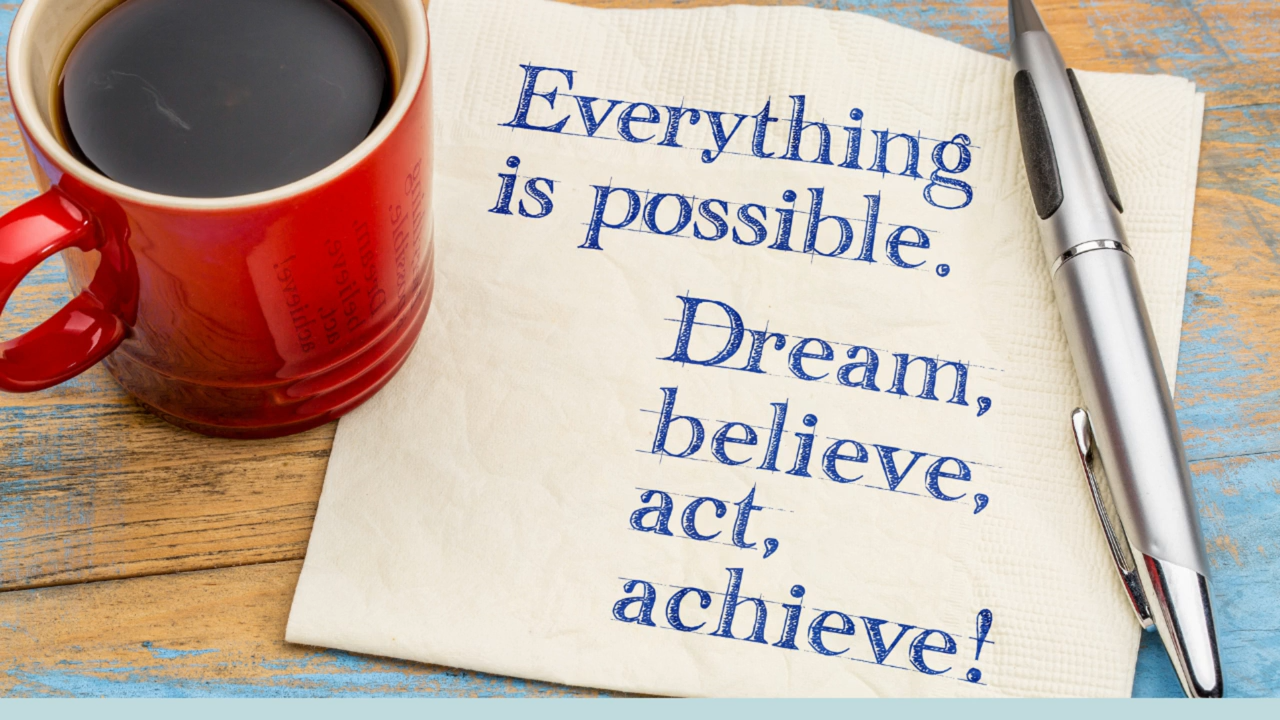 Everything
is possible.
Dream,
believe,
act,
achieve!